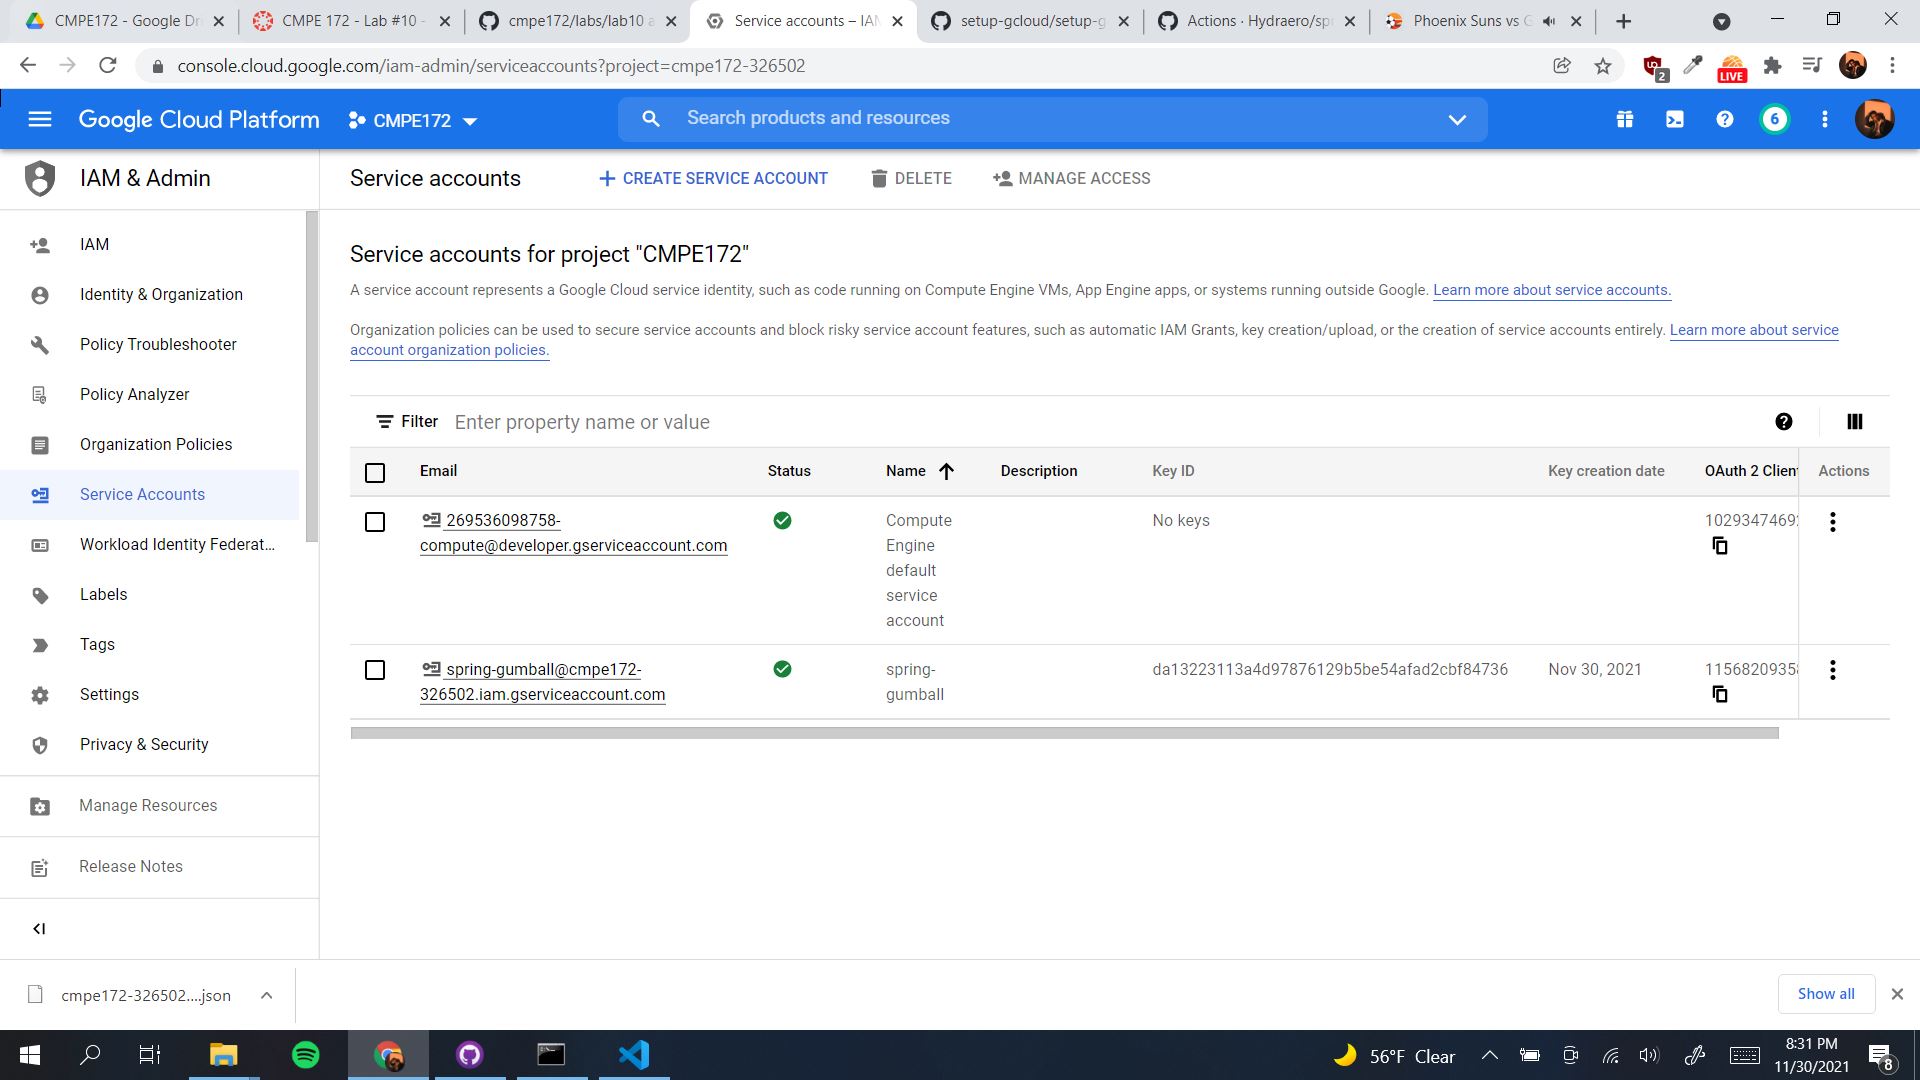 CMPE172 - Google Dr
CMPE 172 - Lab #10 -
cmpe172/labs/lab10 a
Service accounts – IAM
setup-gcloud/setup-g
Actions · Hydraero/spr
Phoenix Suns vs G
console.cloud.google.com/iam-admin/serviceaccounts?project=cmpe172-326502
2
LIVE
Google Cloud Platform
CMPE172
Search products and resources
6
IAM & Admin
Service accounts
CREATE SERVICE ACCOUNT
DELETE
MANAGE ACCESS
IAM
Identity & Organization
Policy Troubleshooter
Policy Analyzer
Organization Policies
Service Accounts
Workload Identity Federat...
Labels
Tags
Settings
Privacy & Security
Manage Resources
Release Notes
Service accounts for project "CMPE172"
A service account represents a Google Cloud service identity, such as code running on Compute Engine VMs, App Engine apps, or systems running outside Google. Learn more about service accounts.
Organization policies can be used to secure service accounts and block risky service account features, such as automatic IAM Grants, key creation/upload, or the creation of service accounts entirely. Learn more about service
account organization policies.
Filter Enter property name or value
Email Status Name Description Key ID Key creation date OAuth 2 Client Actions
269536098758-
compute@developer.gserviceaccount.com
Compute
Engine
default
service
account
No keys
1029347469
spring-gumball@cmpe172-
326502.iam.gserviceaccount.com
spring-
gumball
da13223113a4d97876129b5be54afad2cbf84736
Nov 30, 2021
1156820935
cmpe172-326502....json
Show all
56°F Clear
8:31 PM
11/30/2021
8